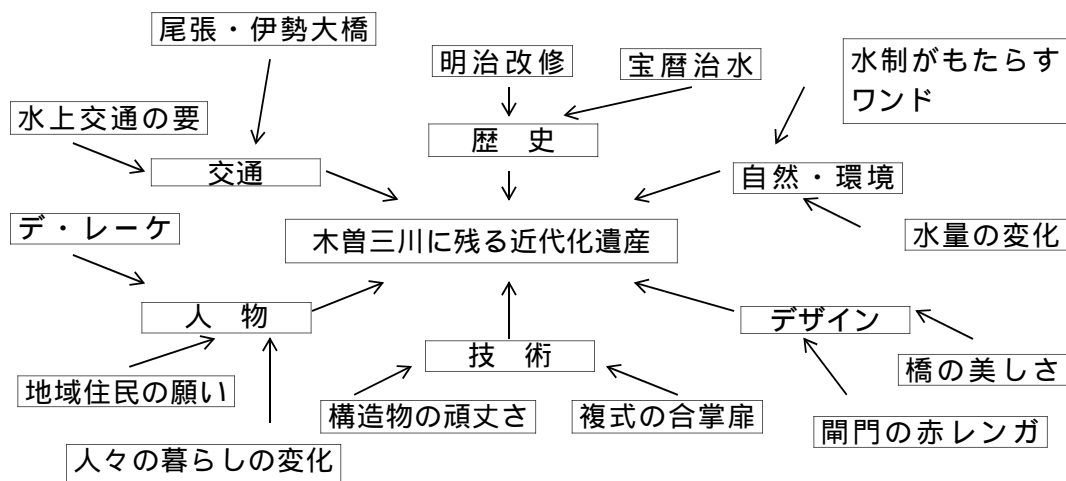 尾張・伊勢大橋
明治改修
宝暦治水
水制がもたらす
ワンド
水上交通の要
歴 史
交通
自然・環境
デ・レーケ
木曽三川に残る近代化遺産
水量の変化
人 物
デザイン
技 術
橋の美しさ
地域住民の願い
構造物の頑丈さ
複式の合掌扉
閘門の赤レンガ
人々の暮らしの変化